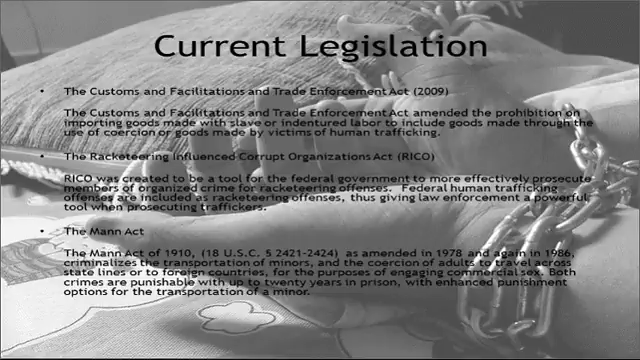 Current Legislation
• The Customs and Facilitations and Trade Enforcement Act (2009)
The Customs and Facilitations and Trade Enforcement Act amended the prohibition on
importing goods made with slave or indentured labor to include goods made through the
use of coercion or goods made by victims of human trafficking.
• The Racketeering Influenced Corrupt Organizations Act (RICO)
RICO was created to be a tool for the federal government to more effectively prosecute
members of organized crime for racketeering offenses. Federal human trafficking
offenses are included as racketeering offenses, thus giving law enforcement a powerful
tool when prosecuting traffickers.
• The Mann Act
The Mann Act of 1910, (18 U.S.C. § 2421-2424) as amended in 1978 and again in 1986,
criminalizes the transportation of minors, and the coercion of adults to travel across
state lines or to foreign countries, for the purposes of engaging commercial sex. Both
crimes are punishable with up to twenty years in prison, with enhanced punishment
options for the transportation of a minor.